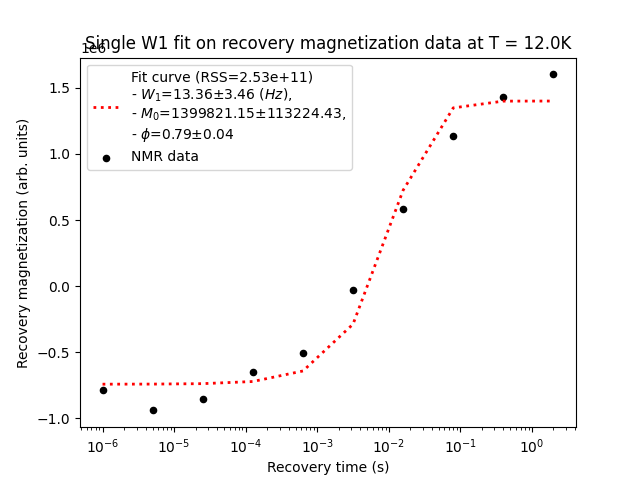 Single W1 fit on recovery magnetization data at T = 12.0K
1e6
Fit curve (RSS=2.53e+11)
- W₁=13.36±3.46 (Hz),
- M₀=1399821.15±113224.43,
- ϕ=0.79±0.04
NMR data
1.5
1.0
0.5
0.0
−0.5
−1.0
Recovery magnetization (arb. units)
10⁻⁶ 10⁻⁵ 10⁻⁴ 10⁻³ 10⁻² 10⁻¹ 10⁰
Recovery time (s)